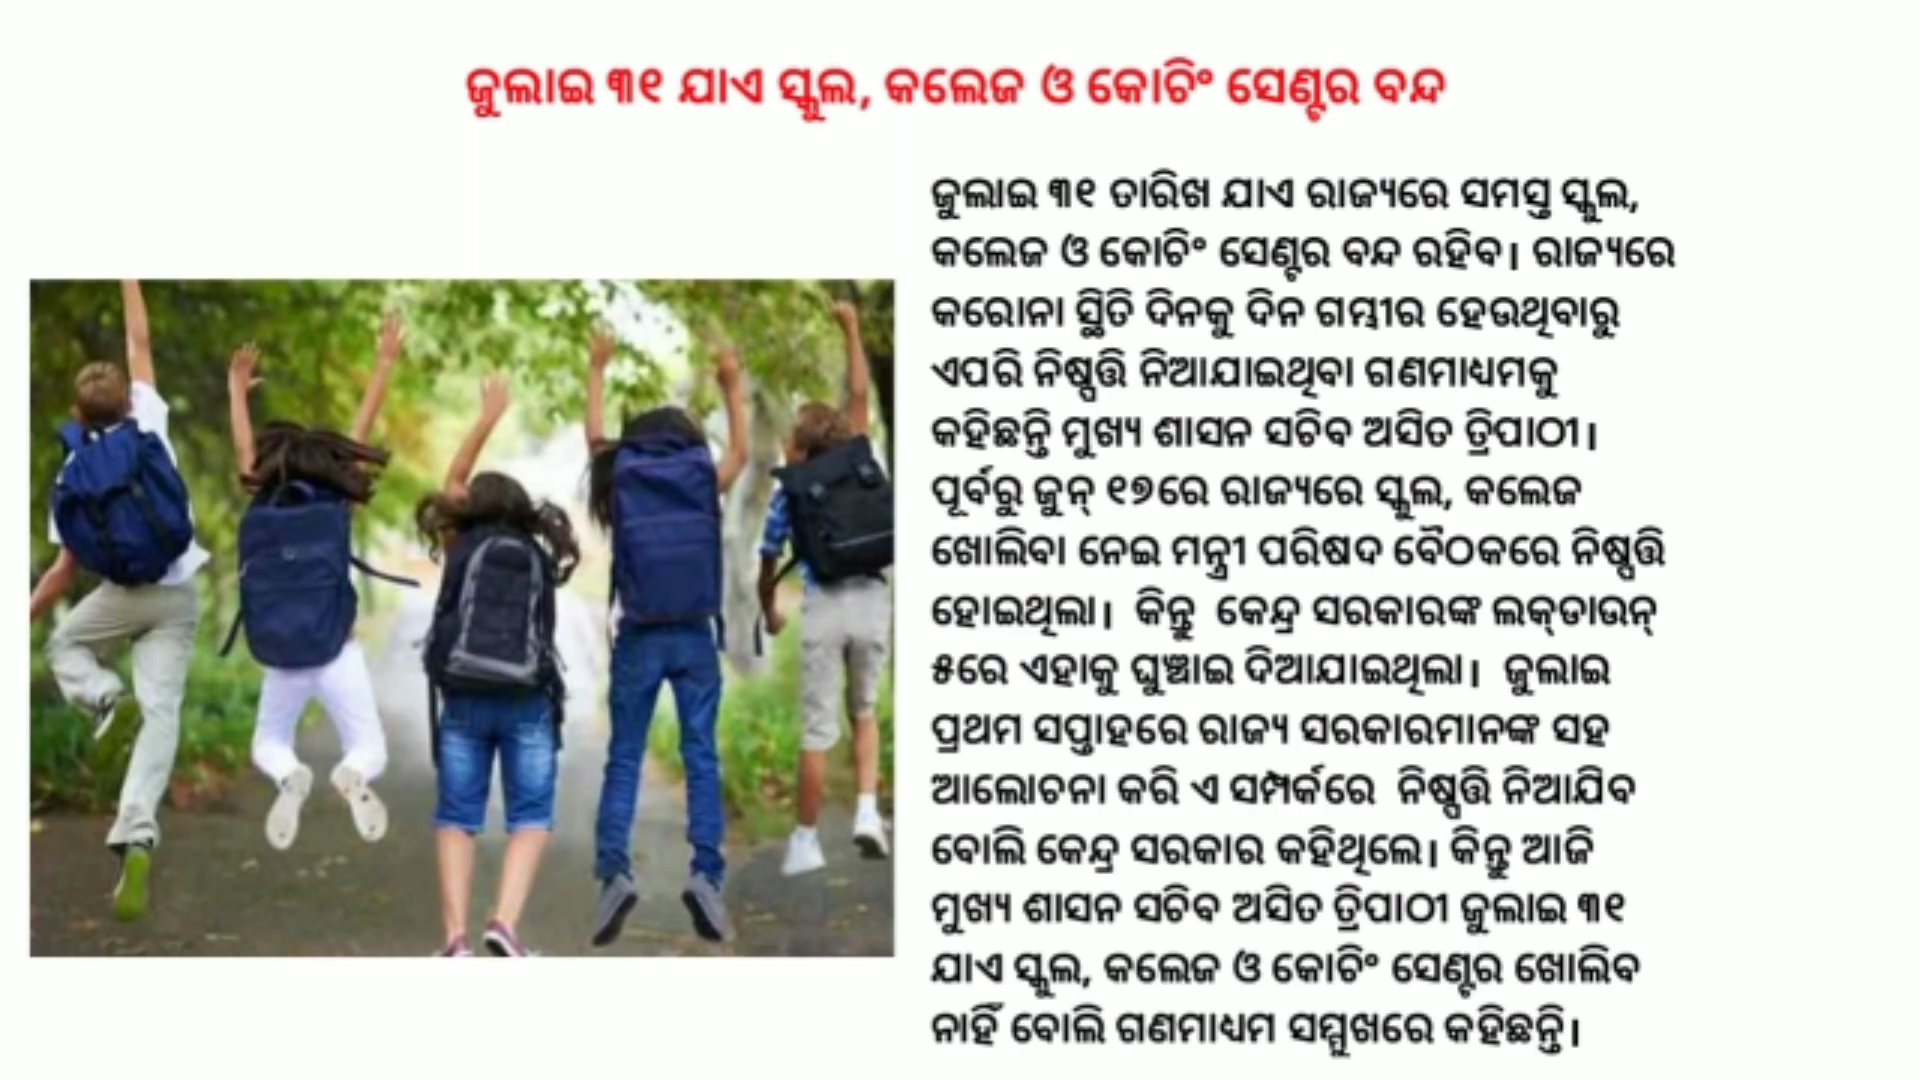 ଜୁଲାଇ ୩୧ ଯାଏ ସ୍କୁଲ, କଲେଜ ଓ କୋଚିଂ ସେଣ୍ଟର ବନ୍ଦ
ଜୁଲାଇ ୩୧ ତାରିଖ ଯାଏ ରାଜ୍ୟରେ ସମସ୍ତ ସ୍କୁଲ,
କଲେଜ ଓ କୋଚିଂ ସେଣ୍ଟର ବନ୍ଦ ରହିବ। ରାଜ୍ୟରେ
କରୋନା ସ୍ଥିତି ଦିନକୁ ଦିନ ଗମ୍ଭୀର ହେଉଥିବାରୁ
ଏପରି ନିଷ୍ପତ୍ତି ନିଆଯାଇଥିବା ଗଣମାଧ୍ୟମକୁ
କହିଛନ୍ତି ମୁଖ୍ୟ ଶାସନ ସଚିବ ଅସିତ ତ୍ରିପାଠୀ।
ପୂର୍ବରୁ ଜୁନ୍ ୧୭ରେ ରାଜ୍ୟରେ ସ୍କୁଲ, କଲେଜ
ଖୋଲିବା ନେଇ ମନ୍ତ୍ରୀ ପରିଷଦ ବୈଠକରେ ନିଷ୍ପତ୍ତି
ହୋଇଥିଲା। କିନ୍ତୁ କେନ୍ଦ୍ର ସରକାରଙ୍କ ଲକ୍‌ଡାଉନ୍
୫ରେ ଏହାକୁ ଘୁଞ୍ଚାଇ ଦିଆଯାଇଥିଲା। ଜୁଲାଇ
ପ୍ରଥମ ସପ୍ତାହରେ ରାଜ୍ୟ ସରକାରମାନଙ୍କ ସହ
ଆଲୋଚନା କରି ଏ ସମ୍ପର୍କରେ ନିଷ୍ପତ୍ତି ନିଆଯିବ
ବୋଲି କେନ୍ଦ୍ର ସରକାର କହିଥିଲେ। କିନ୍ତୁ ଆଜି
ମୁଖ୍ୟ ଶାସନ ସଚିବ ଅସିତ ତ୍ରିପାଠୀ ଜୁଲାଇ ୩୧
ଯାଏ ସ୍କୁଲ, କଲେଜ ଓ କୋଚିଂ ସେଣ୍ଟର ଖୋଲିବ
ନାହିଁ ବୋଲି ଗଣମାଧ୍ୟମ ସମ୍ମୁଖରେ କହିଛନ୍ତି।